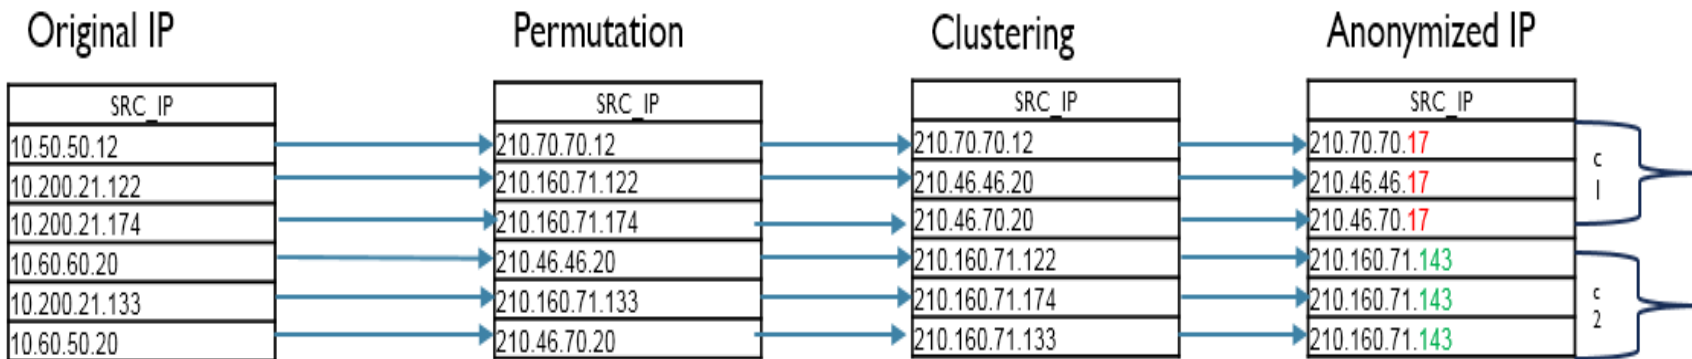 Original IP Permutation Clustering Anonymized IP
SRC_IP SRC_IP SRC_IP SRC_IP
10.50.50.12 210.70.70.12 210.70.70.12 210.70.70.17
10.200.21.122 210.160.71.122 210.46.46.20 210.46.46.17
10.200.21.174 210.160.71.174 210.46.70.20 210.46.70.17
c1
10.60.60.20 210.46.46.20 210.160.71.122 210.160.71.143
10.200.21.133 210.160.71.133 210.160.71.174 210.160.71.143
10.60.50.20 210.46.70.20 210.160.71.133 210.160.71.143
c2